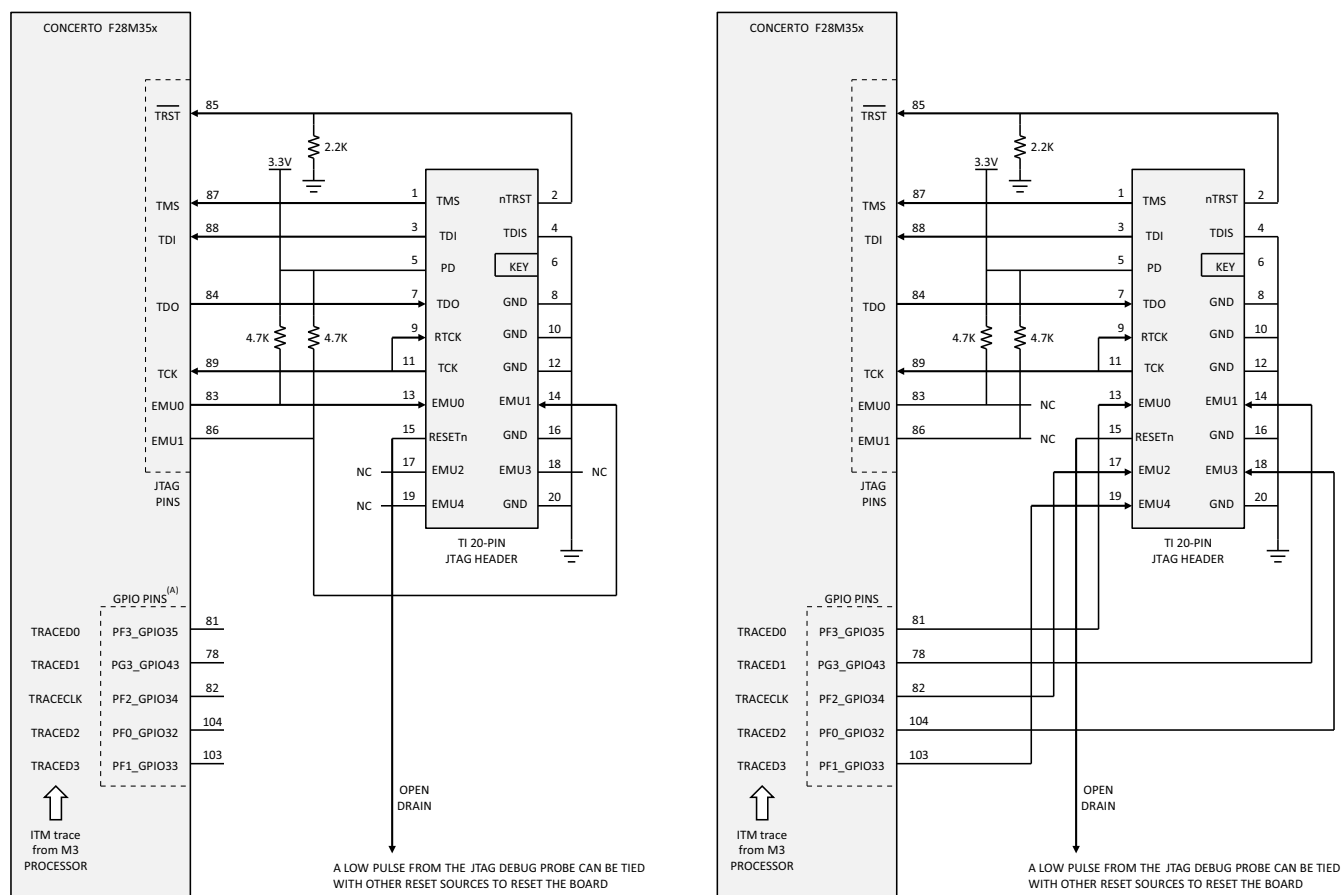 CONCERTO F28M35x
JTAG PINS
TRST 85
2.2K
3.3V
TMS 87 1 TMS nTRST 2
TDI 88 3 TDI TDIS 4
5 PD KEY 6
TDO 84 7 TDO GND 8
4.7K 4.7K 9 RTCK GND 10
TCK 89 11 TCK GND 12
EMU0 83 13 EMU0 EMU1 14
EMU1 86 15 RESETn GND 16
NC 17 EMU2 EMU3 18 NC
NC 19 EMU4 GND 20
TI 20-PIN
JTAG HEADER
GPIO PINS(A)
TRACED0 PF3_GPIO35 81
TRACED1 PG3_GPIO43 78
TRACECLK PF2_GPIO34 82
TRACED2 PF0_GPIO32 104
TRACED3 PF1_GPIO33 103
OPEN
DRAIN
ITM trace
from M3
PROCESSOR
A LOW PULSE FROM THE JTAG DEBUG PROBE CAN BE TIED
WITH OTHER RESET SOURCES TO RESET THE BOARD
CONCERTO F28M35x
TRST 85
2.2K
3.3V
TMS 87 1 TMS nTRST 2
TDI 88 3 TDI TDIS 4
5 PD KEY 6
TDO 84 7 TDO GND 8
4.7K 4.7K 9 RTCK GND 10
TCK 89 11 TCK GND 12
EMU0 83 NC 13 EMU0 EMU1 14
EMU1 86 NC 15 RESETn GND 16
17 EMU2 EMU3 18
19 EMU4 GND 20
JTAG
PINS
TI 20-PIN
JTAG HEADER
GPIO PINS
TRACED0 PF3_GPIO35 81
TRACED1 PG3_GPIO43 78
TRACECLK PF2_GPIO34 82
TRACED2 PF0_GPIO32 104
TRACED3 PF1_GPIO33 103
OPEN
DRAIN
ITM trace
from M3
PROCESSOR
A LOW PULSE FROM THE JTAG DEBUG PROBE CAN BE TIED
WITH OTHER RESET SOURCES TO RESET THE BOARD